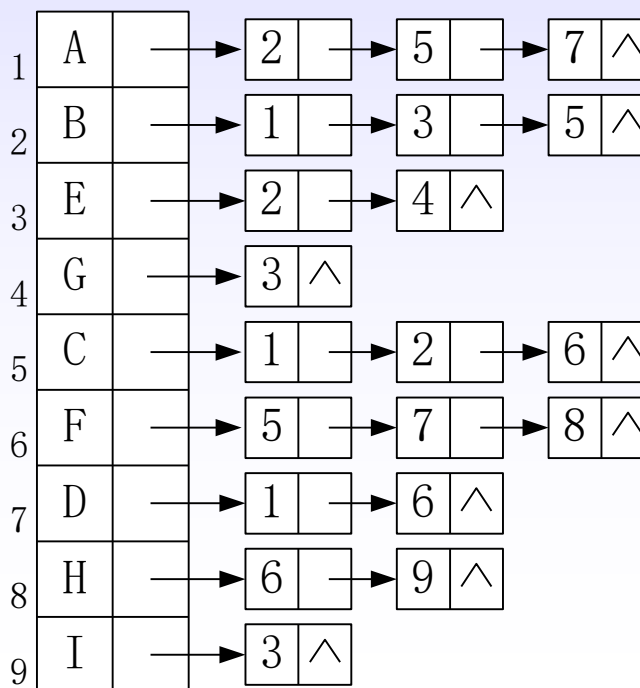 1 A 2 5 7 ^
2 B 1 3 5 ^
3 E 2 4 ^
4 G 3 ^
5 C 1 2 6 ^
6 F 5 7 8 ^
7 D 1 6 ^
8 H 6 9 ^
9 I 3 ^